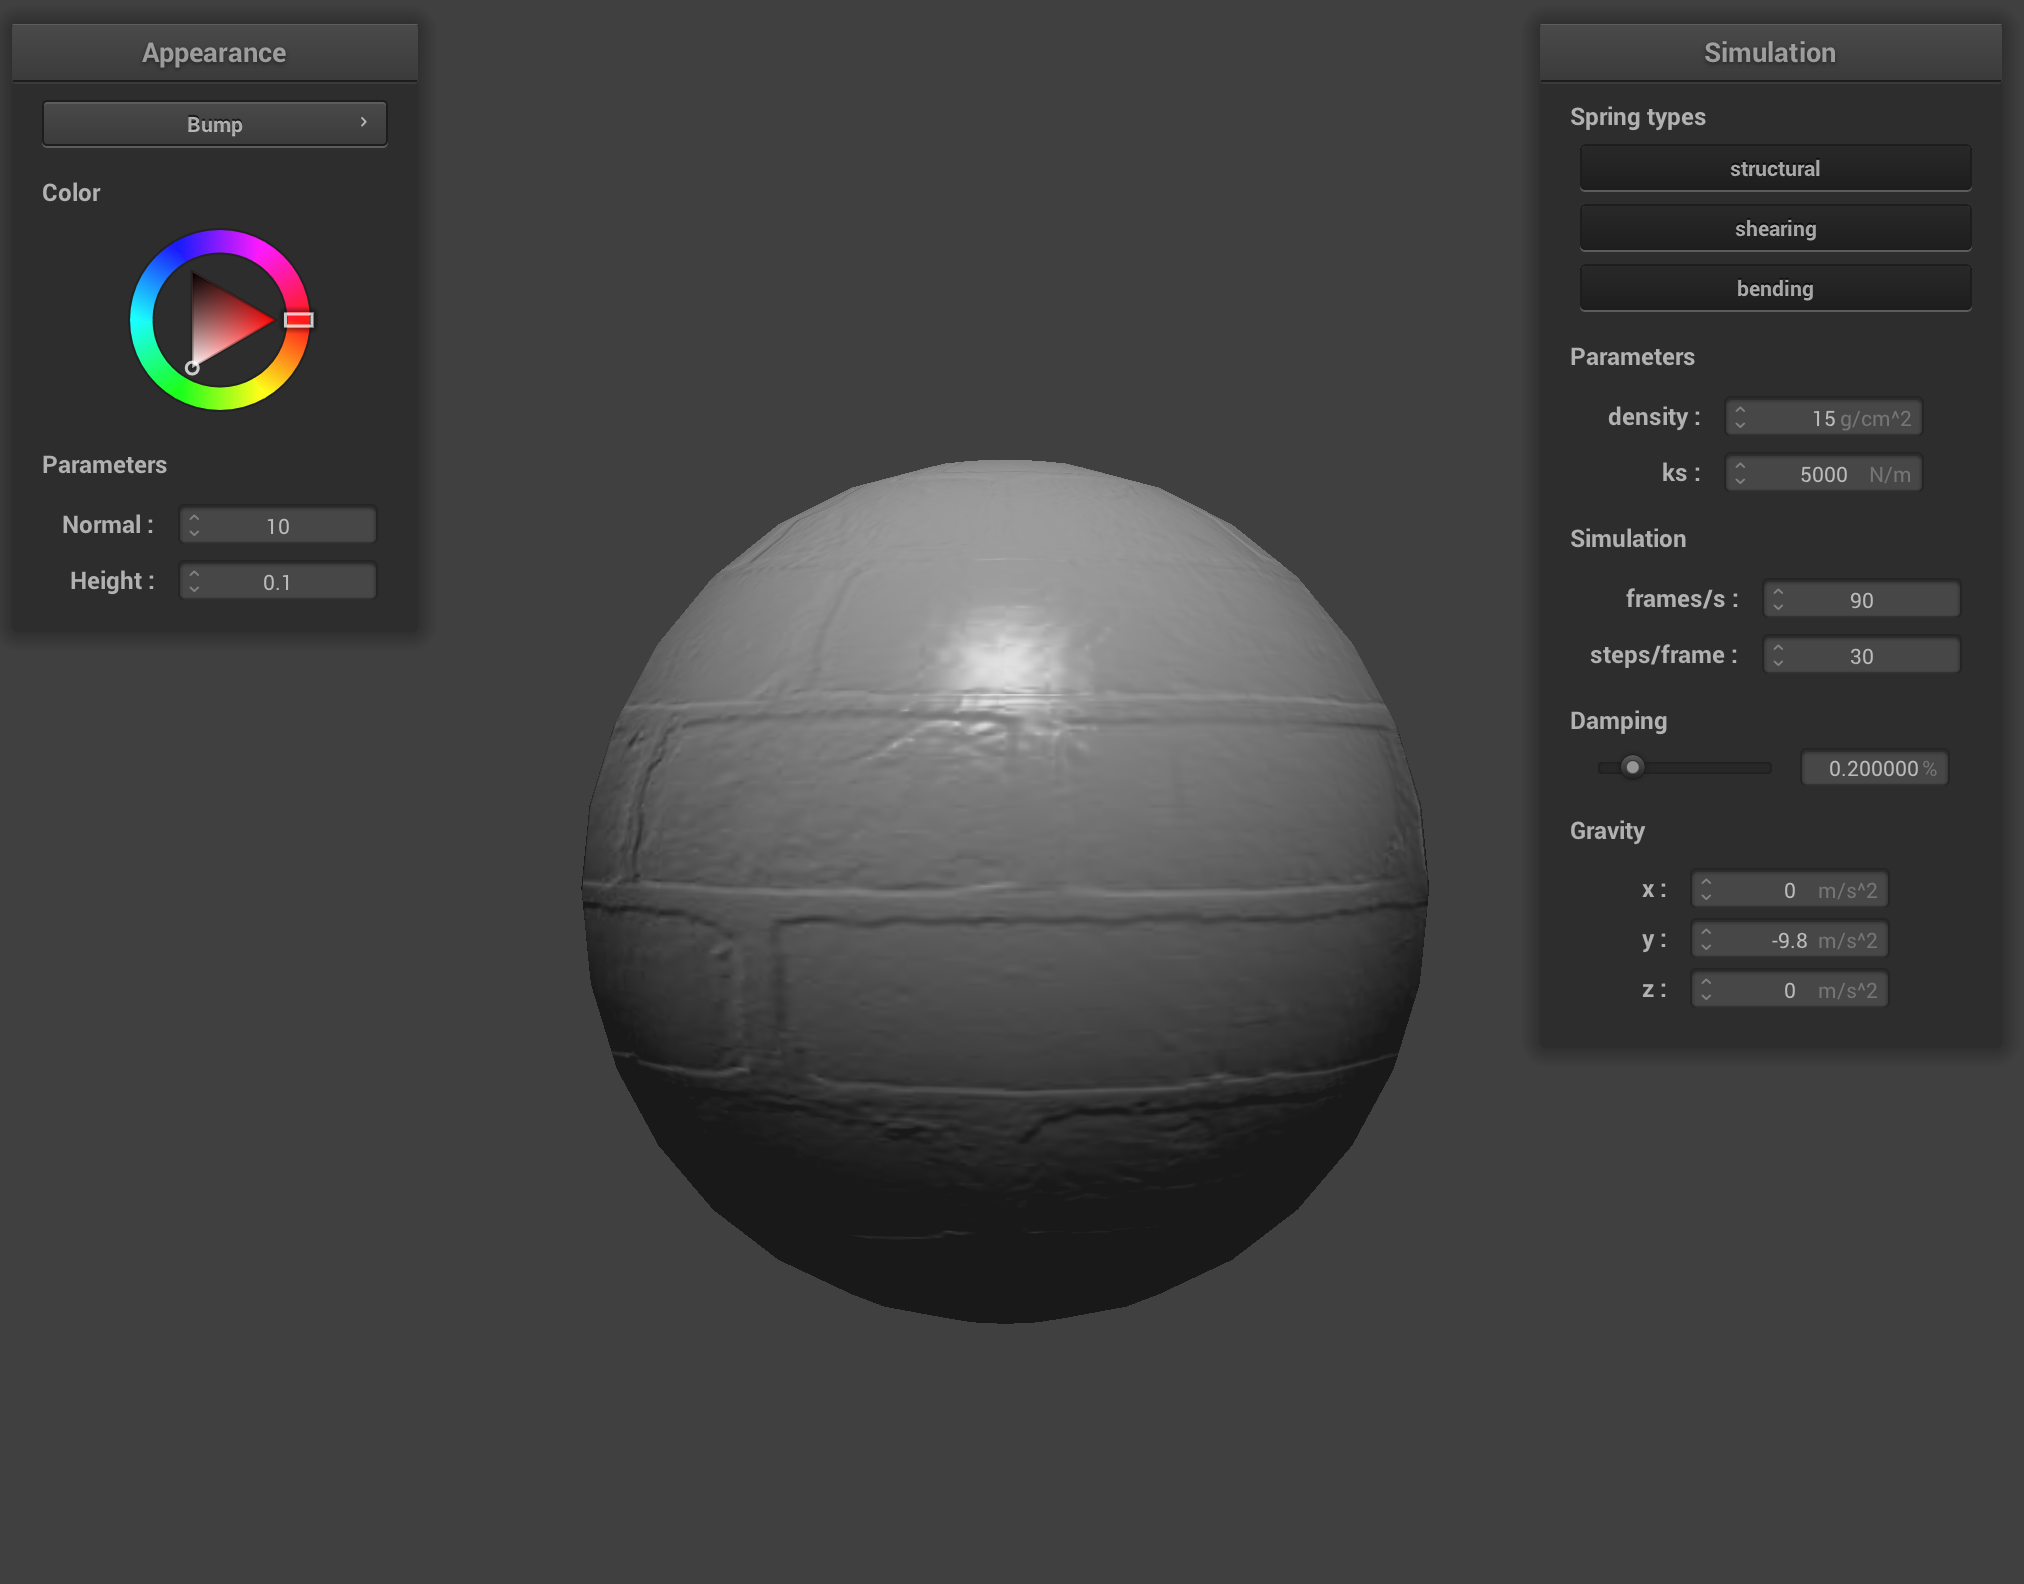 Appearance
Bump
Color
Parameters
Normal : 10
Height : 0.1
Simulation
Spring types
structural
shearing
bending
Parameters
density : 15 g/cm^2
ks : 5000 N/m
Simulation
frames/s : 90
steps/frame : 30
Damping
0.200000 %
Gravity
x : 0 m/s^2
y : -9.8 m/s^2
z : 0 m/s^2